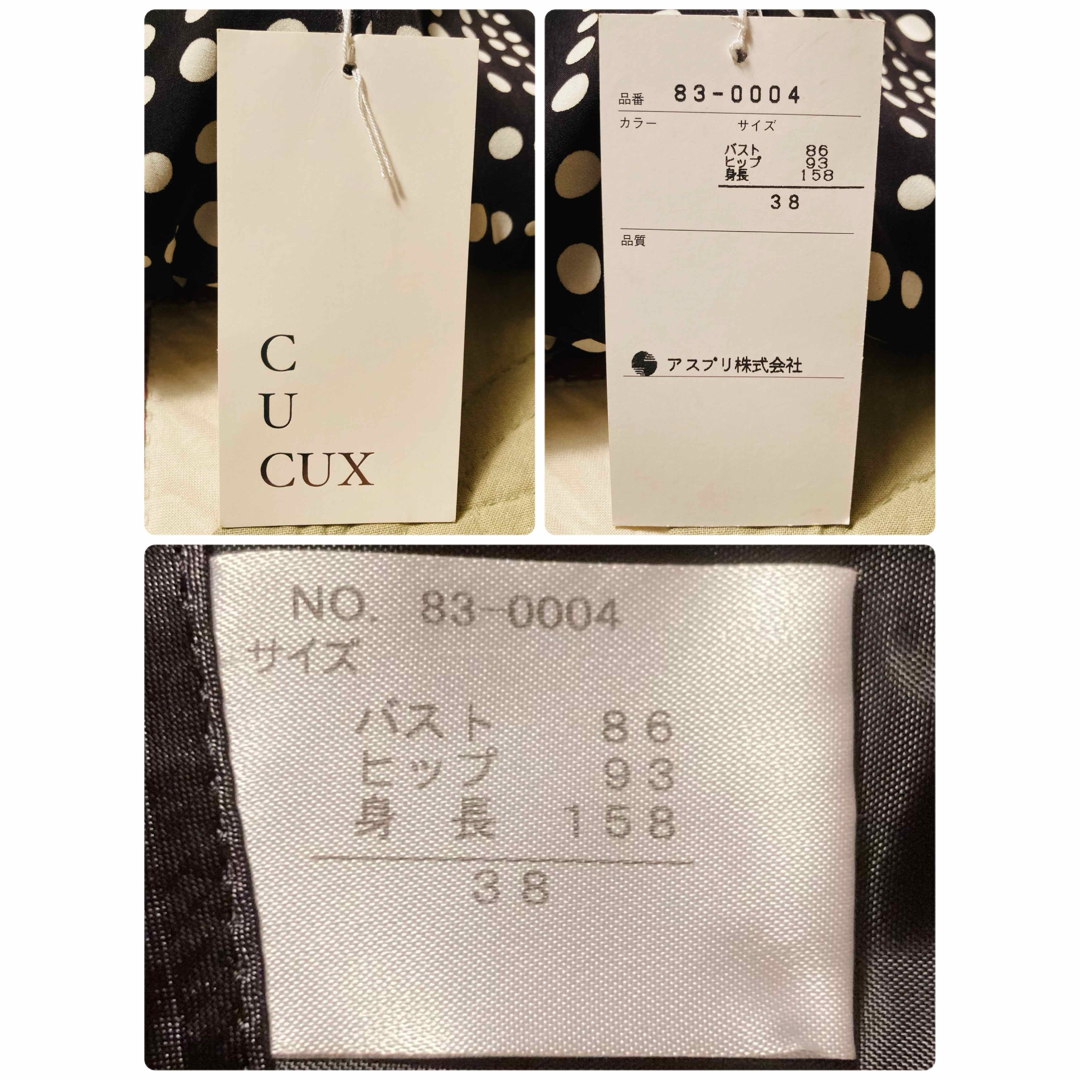 C
U
CUX
品番 83-0004
カラー サイズ
バスト 86
ヒップ 93
身長 158
38
品質
アスプリ株式会社
NO. 83-0004
サイズ
バスト 86
ヒップ 93
身長 158
38